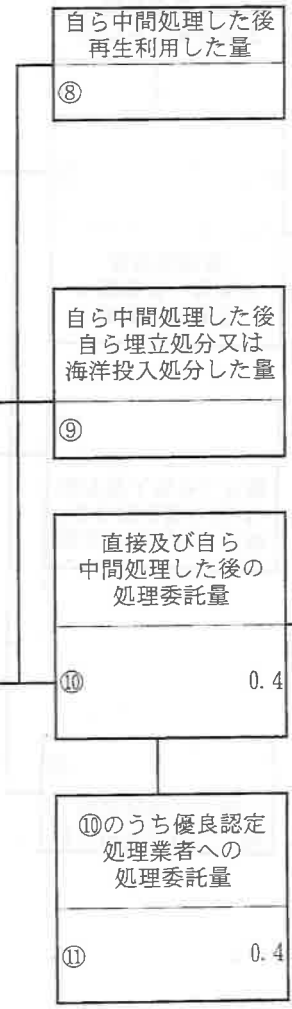 自ら中間処理した後
再生利用した量
⑧
自ら中間処理した後
自ら埋立処分又は
海洋投入処分した量
⑨
直接及び自ら
中間処理した後の
処理委託量
⑩ 0.4
⑩のうち優良認定
処理業者への
処理委託量
⑪ 0.4